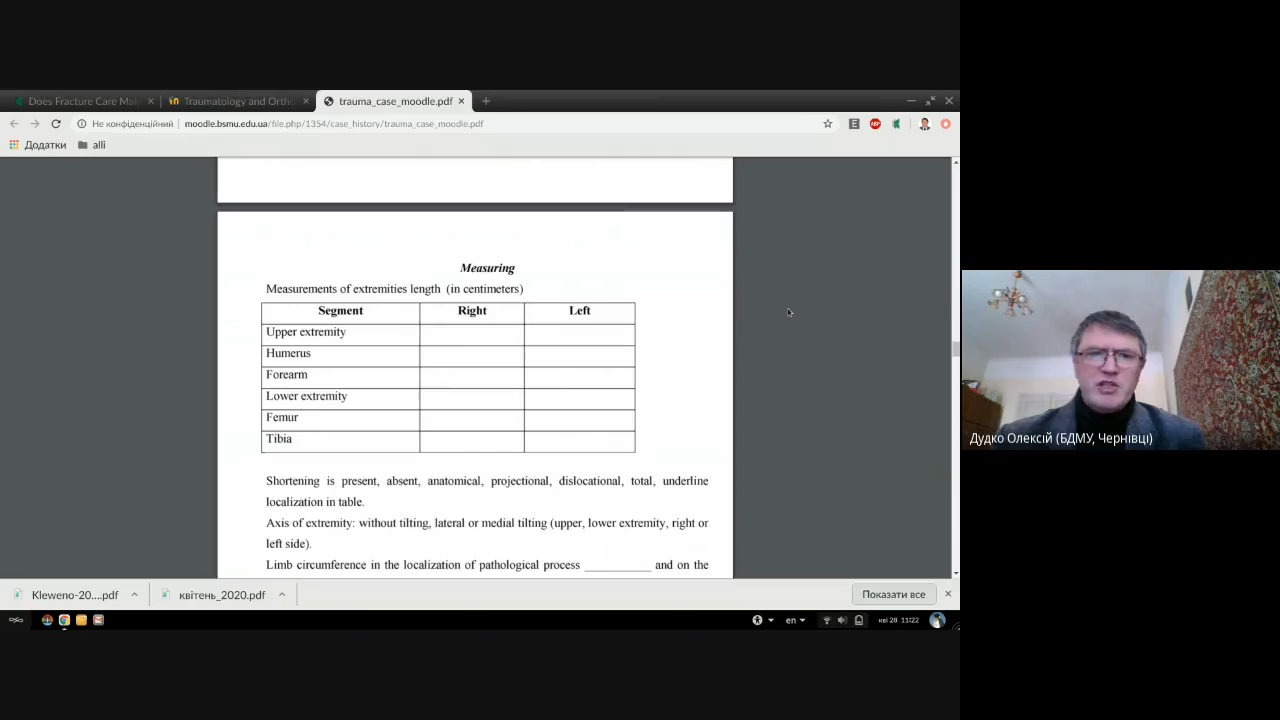 Does Fracture Care Mak
Traumatology and Ortho
trauma_case_moodle.pdf
Не конфіденційний
moodle.bsmu.edu.ua/file.php/1354/case_history/trauma_case_moodle.pdf
Додатки
alli
Measuring
Measurements of extremities length (in centimeters)
Segment Right Left
Upper extremity
Humerus
Forearm
Lower extremity
Femur
Tibia
Shortening is present, absent, anatomical, projectional, dislocational, total, underline
localization in table.
Axis of extremity: without tilting, lateral or medial tilting (upper, lower extremity, right or
left side).
Limb circumference in the localization of pathological process ___________ and on the
Дудко Олексій (БДМУ, Чернівці)
Kleweno-20....pdf
квітень_2020.pdf
Показати все
en
кві 28 11:22